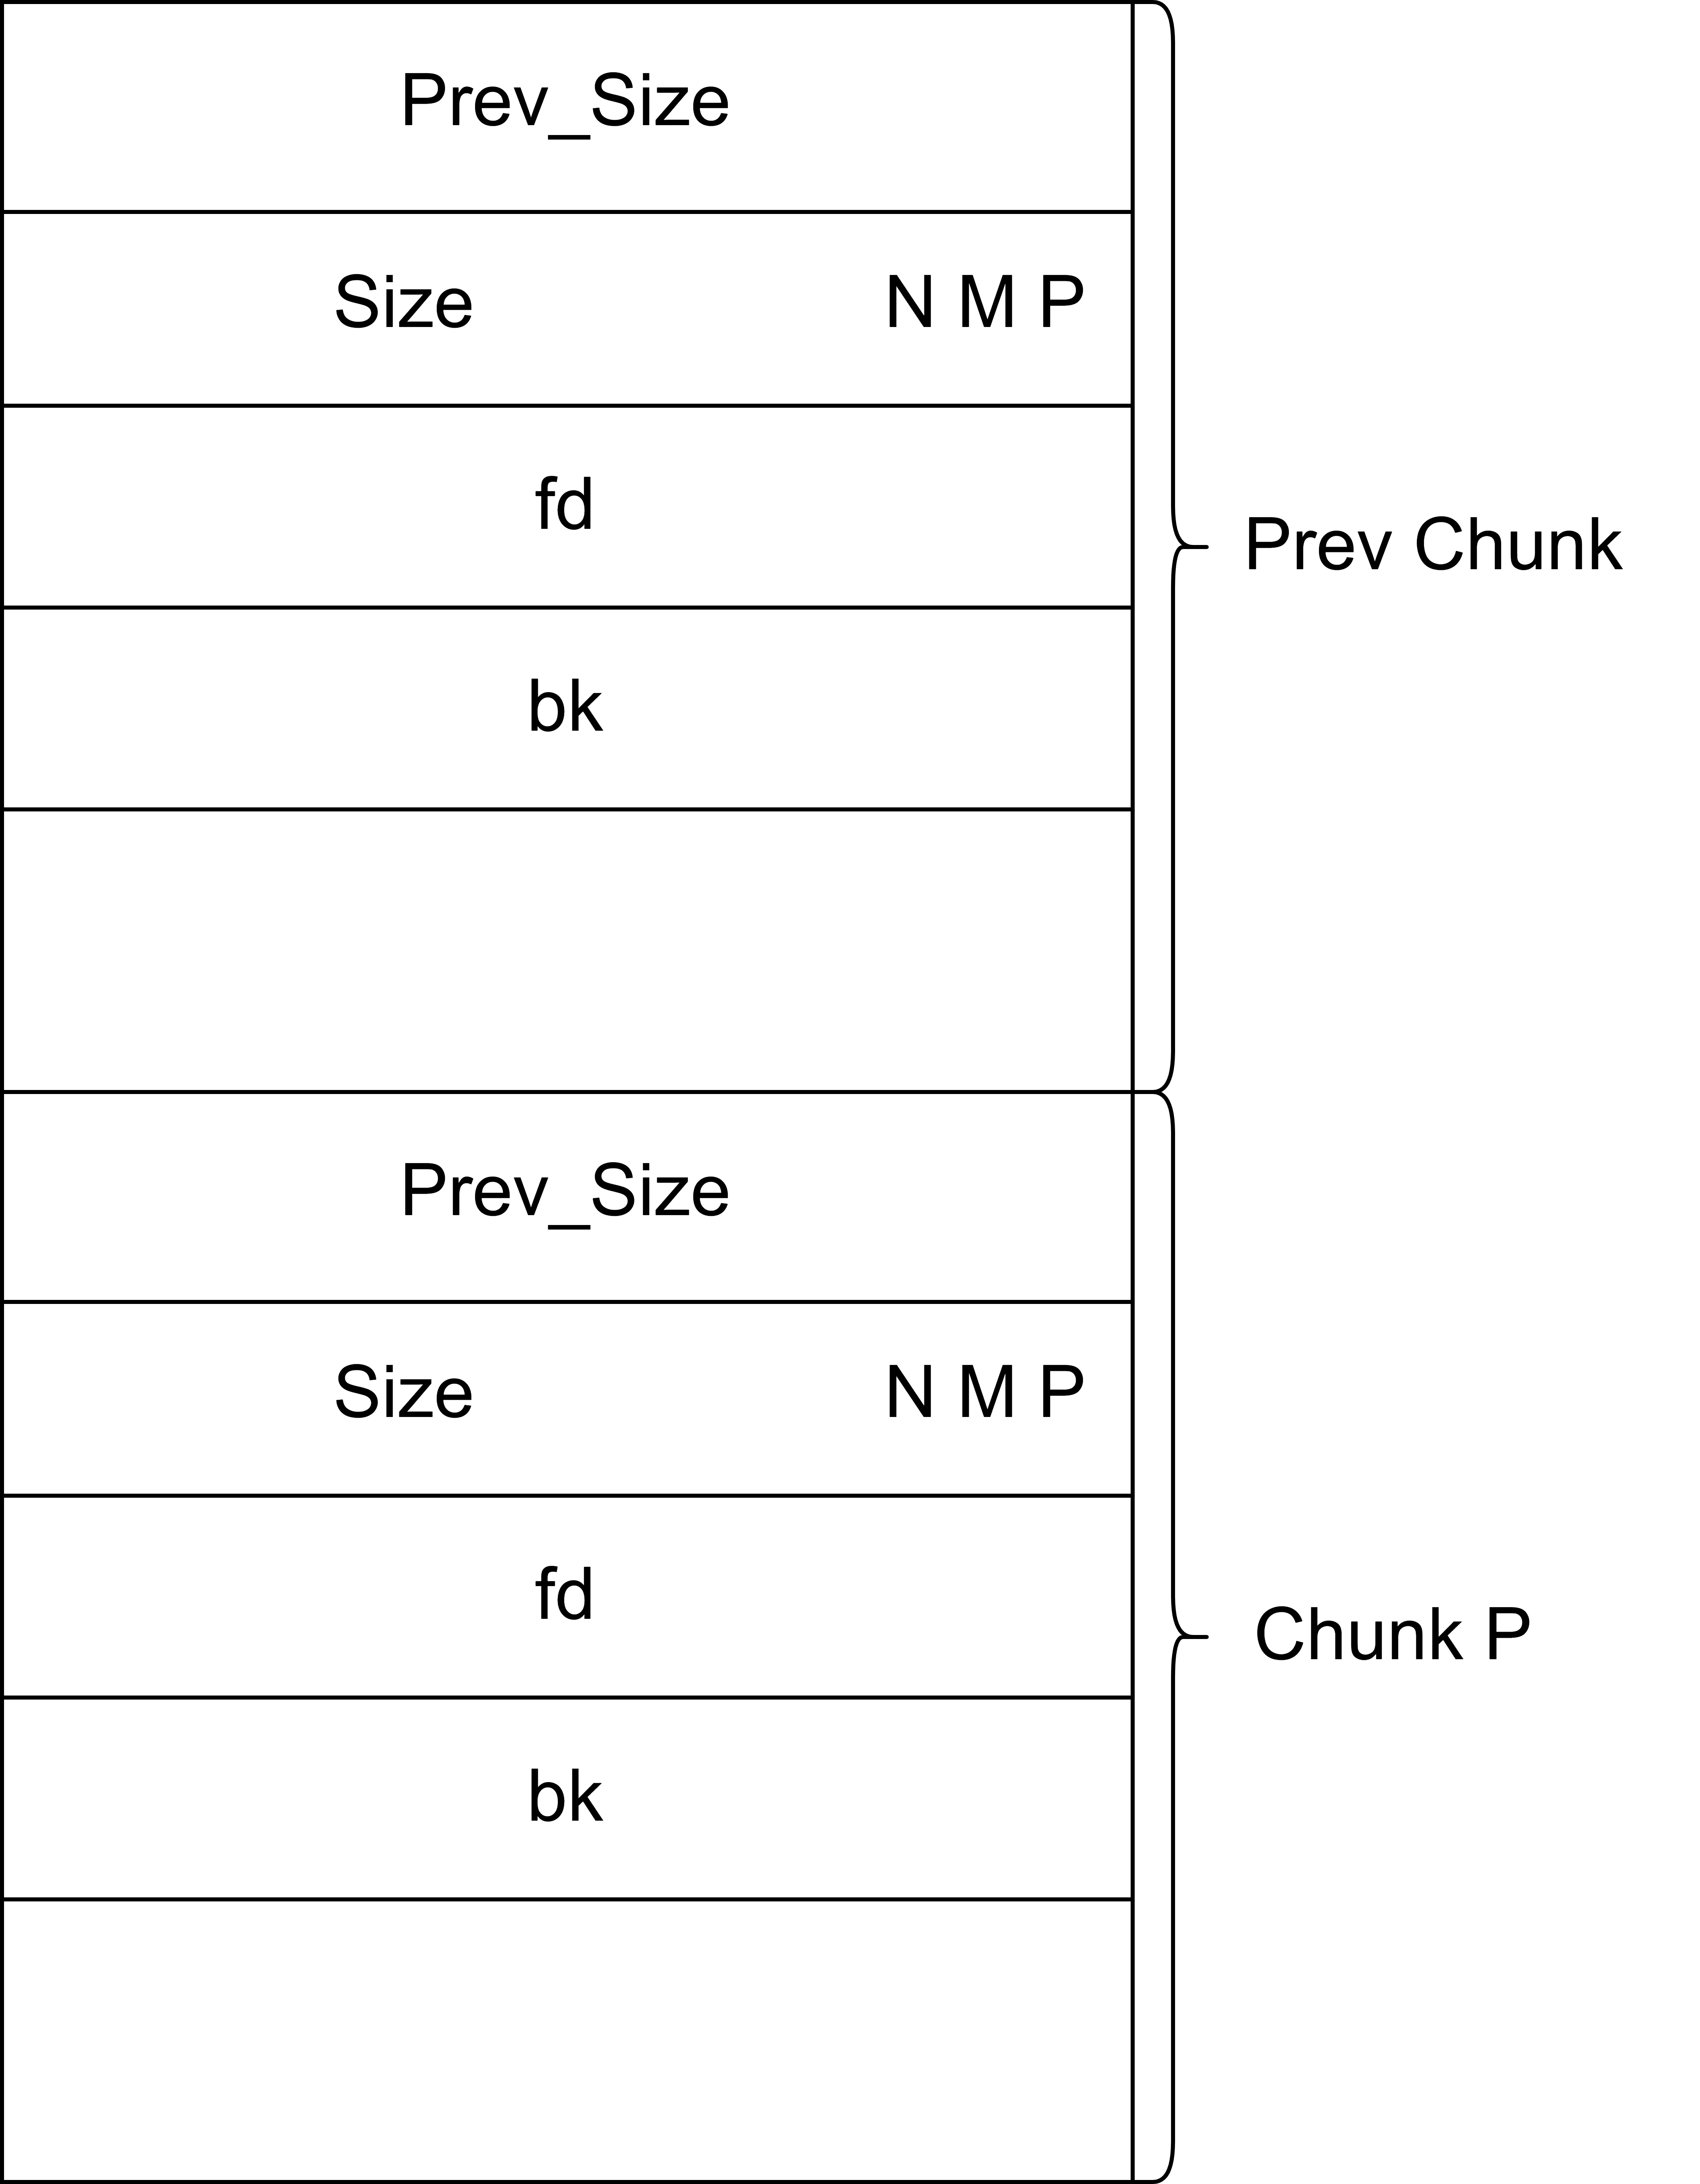 Prev_Size
Size N M P
fd
Prev Chunk
bk
Prev_Size
Size N M P
fd
Chunk P
bk